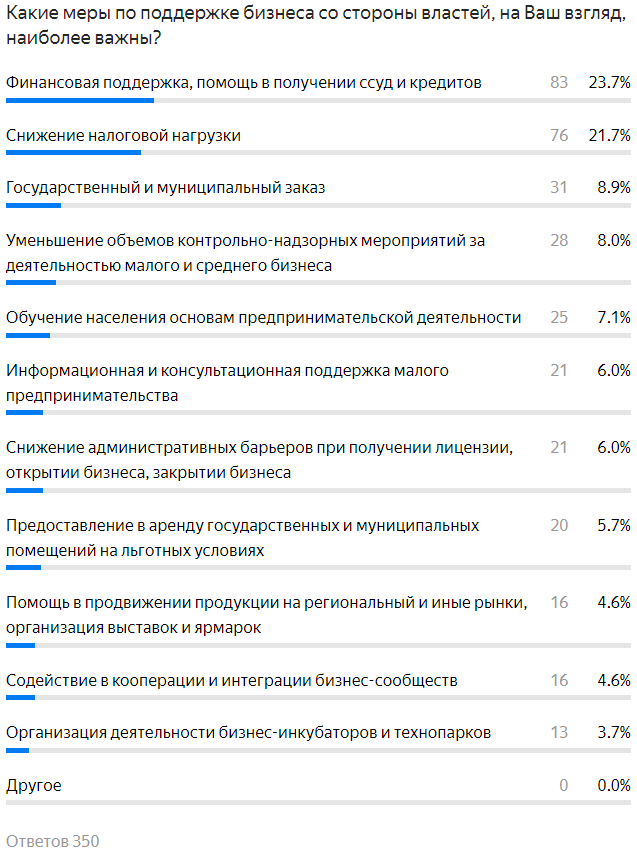 Какие меры по поддержке бизнеса со стороны властей, на Ваш взгляд,
наиболее важны?
Финансовая поддержка, помощь в получении ссуд и кредитов 83 23.7%
Снижение налоговой нагрузки 76 21.7%
Государственный и муниципальный заказ 31 8.9%
Уменьшение объемов контрольно-надзорных мероприятий за 28 8.0%
деятельностью малого и среднего бизнеса
Обучение населения основам предпринимательской деятельности 25 7.1%
Информационная и консультационная поддержка малого 21 6.0%
предпринимательства
Снижение административных барьеров при получении лицензии, 21 6.0%
открытии бизнеса, закрытии бизнеса
Предоставление в аренду государственных и муниципальных 20 5.7%
помещений на льготных условиях
Помощь в продвижении продукции на региональный и иные рынки, 16 4.6%
организация выставок и ярмарок
Содействие в кооперации и интеграции бизнес-сообществ 16 4.6%
Организация деятельности бизнес-инкубаторов и технопарков 13 3.7%
Другое 0 0.0%
Ответов 350